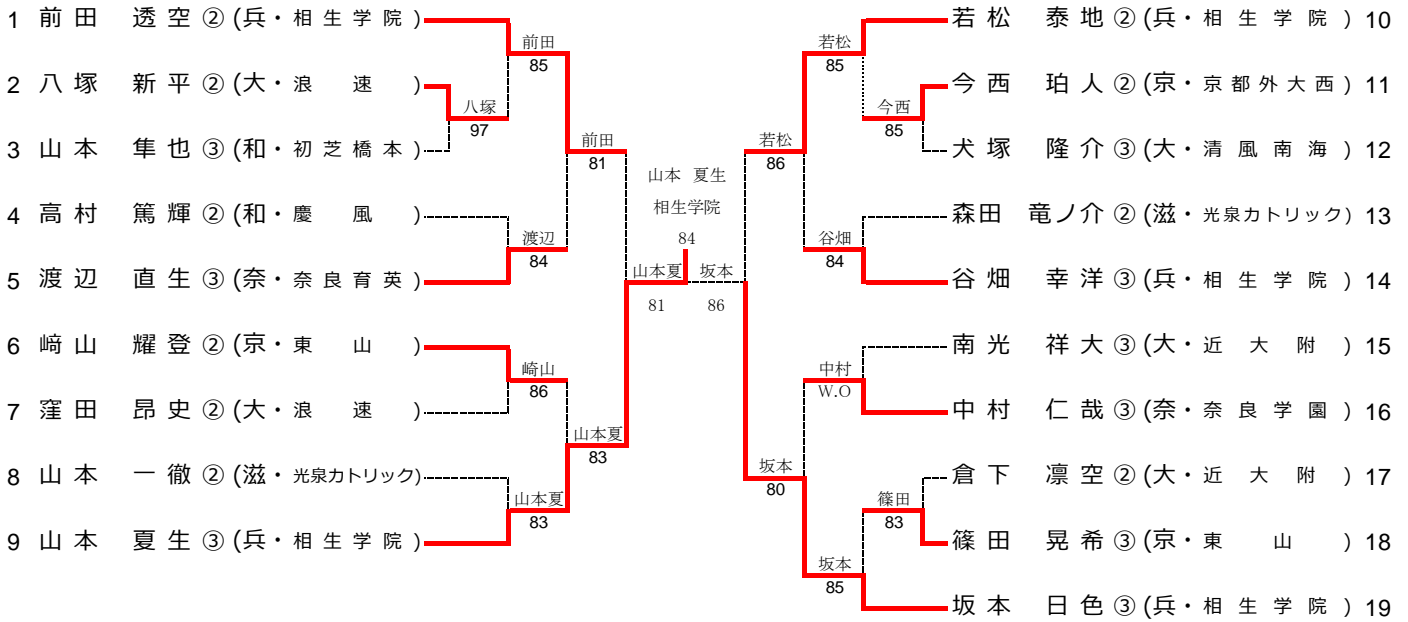 1 前田 透空②(兵・相生学院)
2 八塚 新平②(大・浪速)
3 山本 隼也③(和・初芝橋本)
4 高村 篤輝②(和・慶風)
5 渡辺 直生③(奈・奈良育英)
6 﨑山 耀登②(京・東山)
7 窪田 昂史②(大・浪速)
8 山本 一徹②(滋・光泉カトリック)
9 山本 夏生③(兵・相生学院)
前田
85
八塚
97
前田
81
渡辺
84
崎山
86
山本夏
83
山本夏
83
山本 夏生
相生学院
84
山本夏
81
坂本
86
若松
85
今西
85
若松
86
谷畑
84
中村
W.O
坂本
80
篠田
83
坂本
85
若松 泰地②(兵・相生学院) 10
今西 珀人②(京・京都外大西) 11
犬塚 隆介③(大・清風南海) 12
森田 竜ノ介②(滋・光泉カトリック) 13
谷畑 幸洋③(兵・相生学院) 14
南光 祥大③(大・近大附) 15
中村 仁哉③(奈・奈良学園) 16
倉下 凛空②(大・近大附) 17
篠田 晃希③(京・東山) 18
坂本 日色③(兵・相生学院) 19